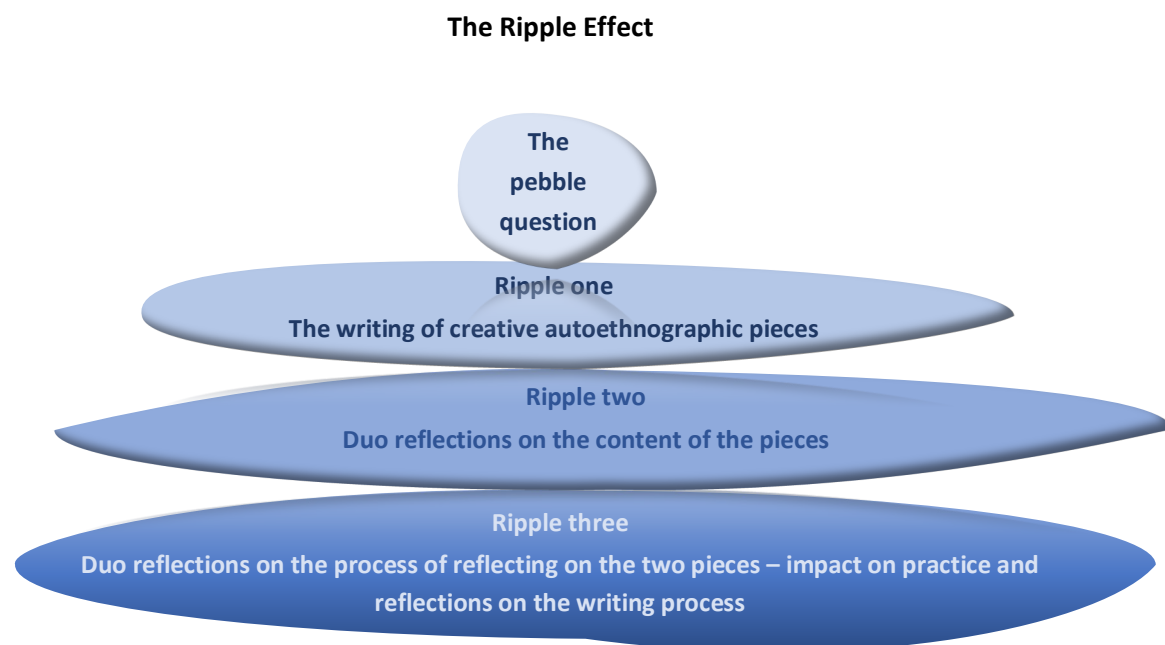 The Ripple Effect
The
pebble
question
Ripple one
The writing of creative autoethnographic pieces
Ripple two
Duo reflections on the content of the pieces
Ripple three
Duo reflections on the process of reflecting on the two pieces – impact on practice and
reflections on the writing process